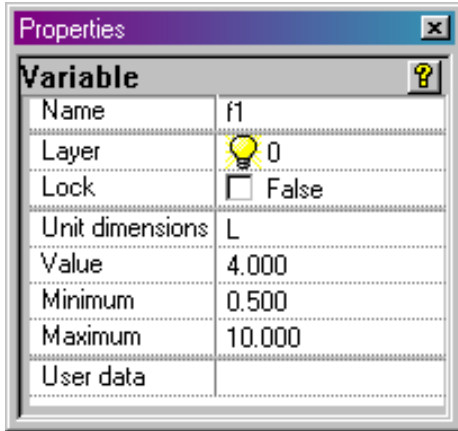 Properties
Variable
Name f1
Layer 0
Lock False
Unit dimensions L
Value 4.000
Minimum 0.500
Maximum 10.000
User data